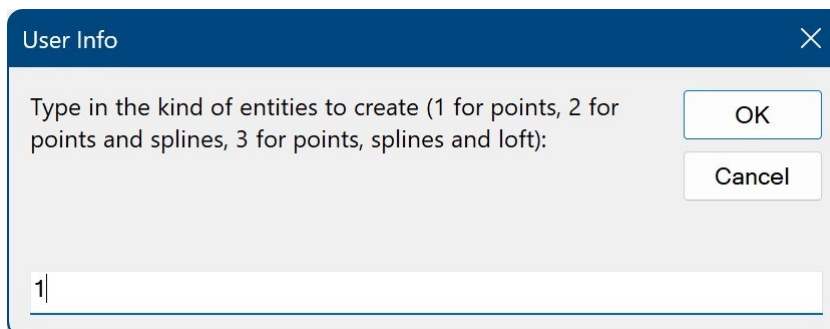 User Info
Type in the kind of entities to create (1 for points, 2 for
points and splines, 3 for points, splines and loft):
OK
Cancel
1